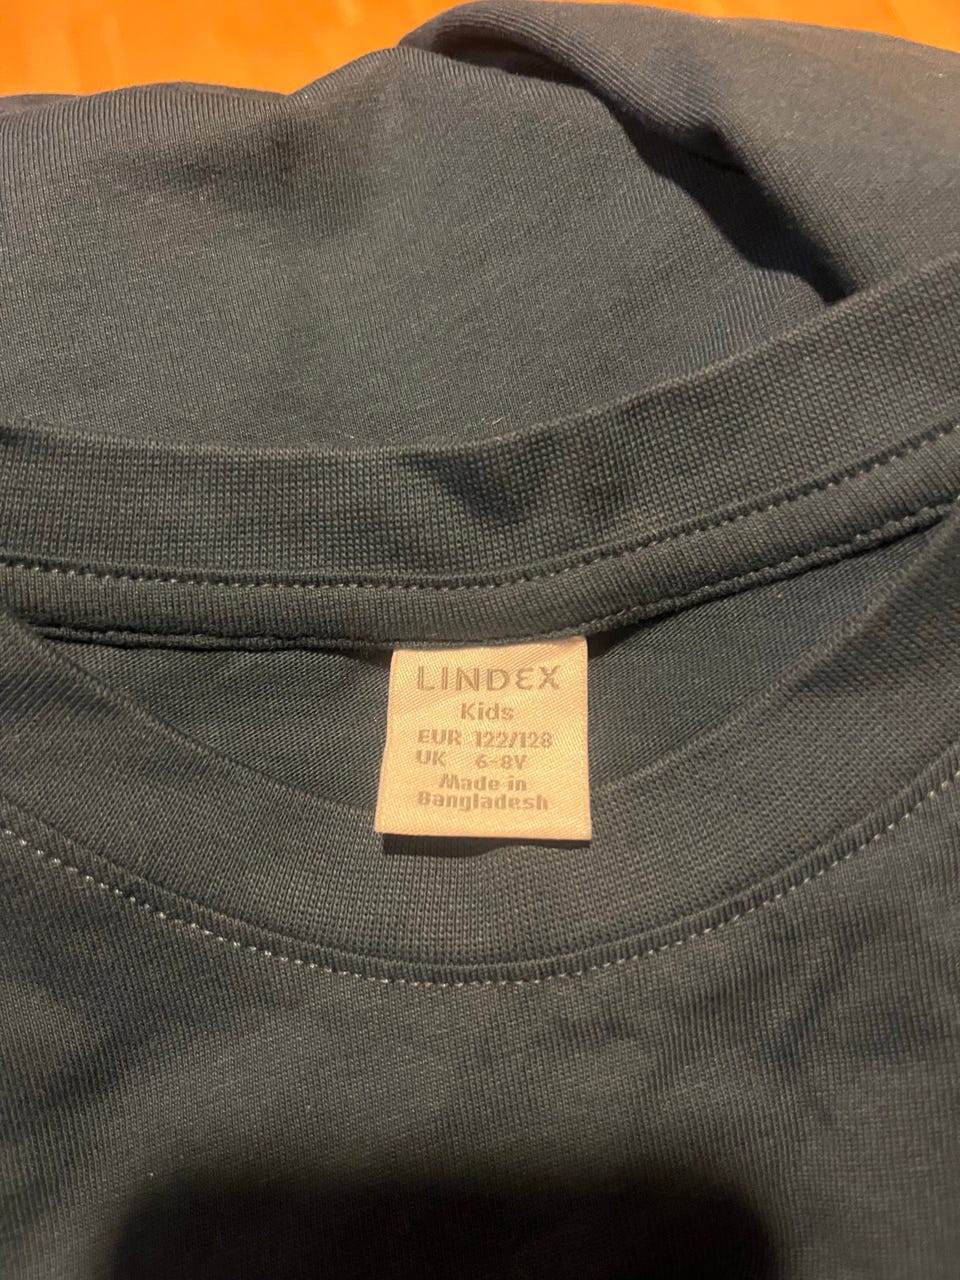 LINDEX
Kids
EUR 122/128
UK 6-8Y
Made in
Bangladesh